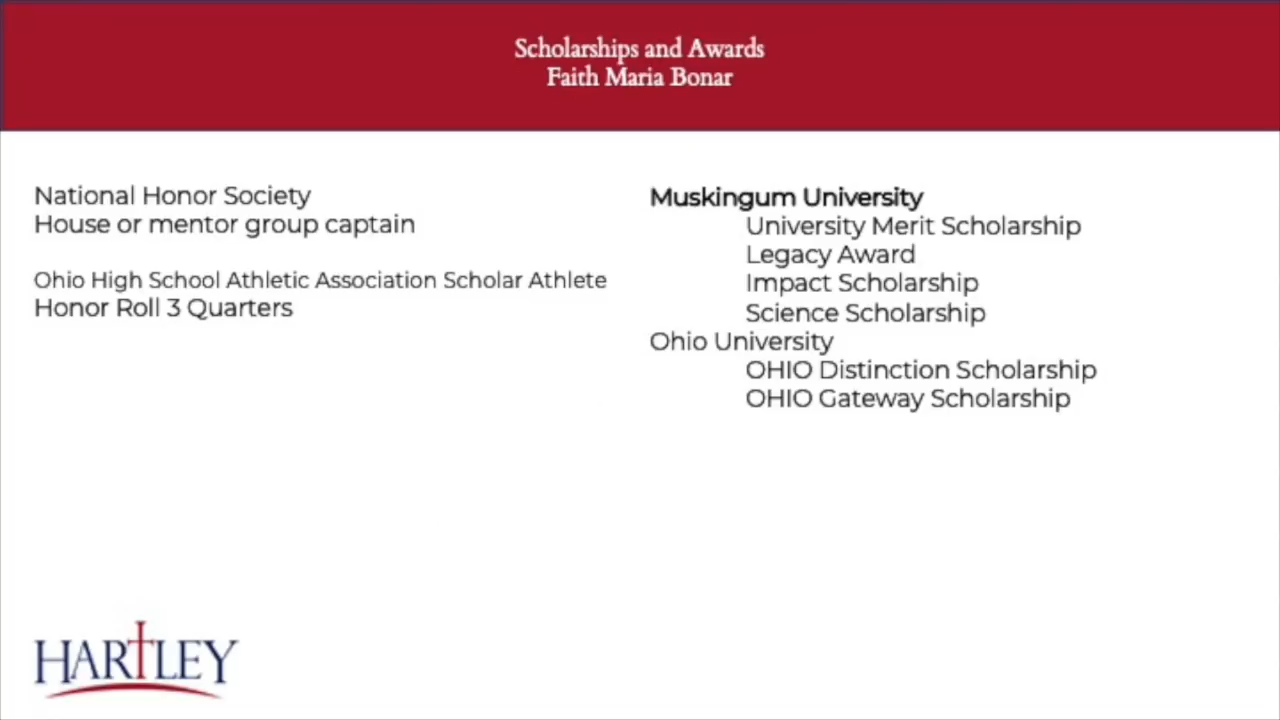 Scholarships and Awards
Faith Maria Bonar
National Honor Society
House or mentor group captain
Ohio High School Athletic Association Scholar Athlete
Honor Roll 3 Quarters
Muskingum University
University Merit Scholarship
Legacy Award
Impact Scholarship
Science Scholarship
Ohio University
OHIO Distinction Scholarship
OHIO Gateway Scholarship
HARTLEY